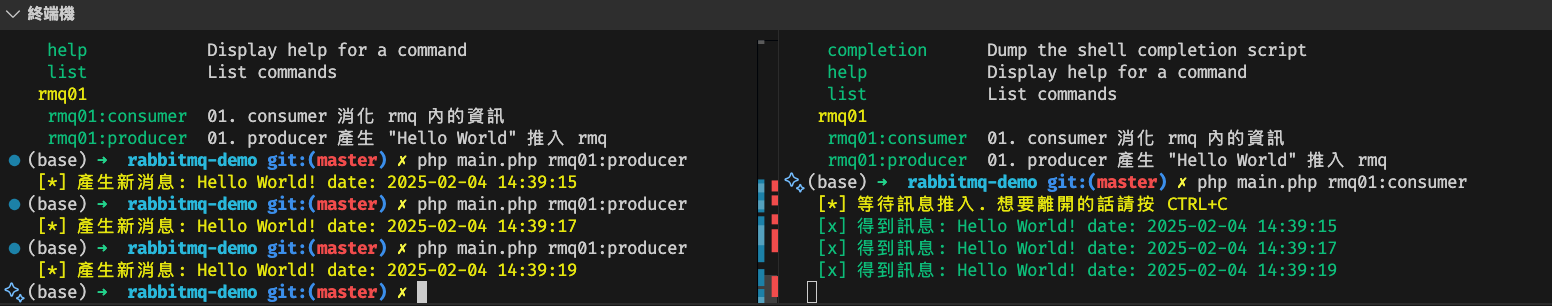 終端機
help Display help for a command
list List commands
rmq01
rmq01:consumer 01. consumer 消化 rmq 內的資訊
rmq01:producer 01. producer 產生 "Hello World" 推入 rmq
(base) ➜ rabbitmq-demo git:(master) ✗ php main.php rmq01:producer
[*] 產生新消息: Hello World! date: 2025-02-04 14:39:15
(base) ➜ rabbitmq-demo git:(master) ✗ php main.php rmq01:producer
[*] 產生新消息: Hello World! date: 2025-02-04 14:39:17
(base) ➜ rabbitmq-demo git:(master) ✗ php main.php rmq01:producer
[*] 產生新消息: Hello World! date: 2025-02-04 14:39:19
(base) ➜ rabbitmq-demo git:(master) ✗
completion Dump the shell completion script
help Display help for a command
list List commands
rmq01
rmq01:consumer 01. consumer 消化 rmq 內的資訊
rmq01:producer 01. producer 產生 "Hello World" 推入 rmq
(base) ➜ rabbitmq-demo git:(master) ✗ php main.php rmq01:consumer
[*] 等待訊息推入. 想要離開的話請按 CTRL+C
[x] 得到訊息: Hello World! date: 2025-02-04 14:39:15
[x] 得到訊息: Hello World! date: 2025-02-04 14:39:17
[x] 得到訊息: Hello World! date: 2025-02-04 14:39:19